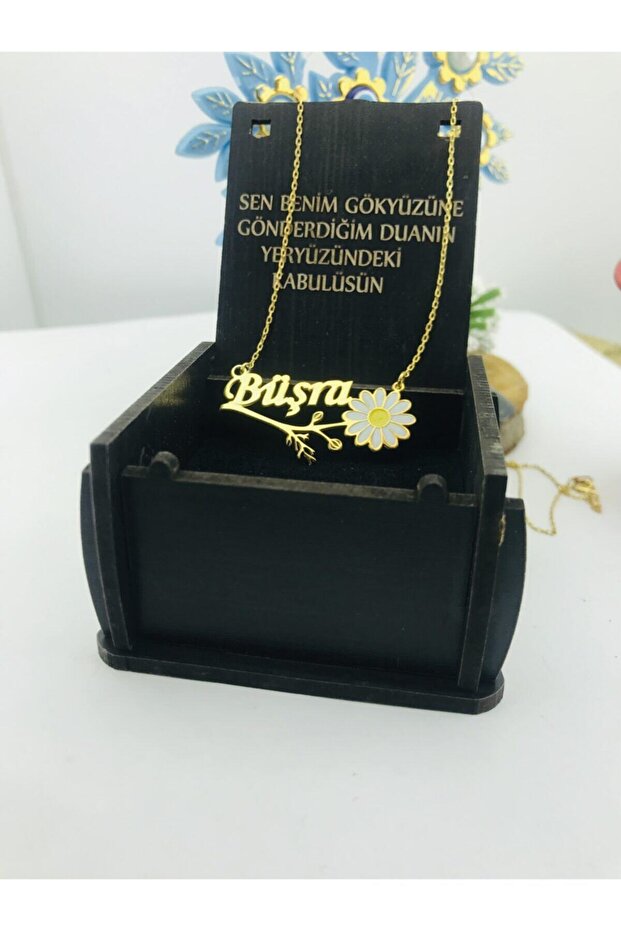 SEN BENİM GÖKYÜZÜNE
GÖNDERDİĞİM DUANIN
YERYÜZÜNDEKİ
KABULÜSÜN
Büşra